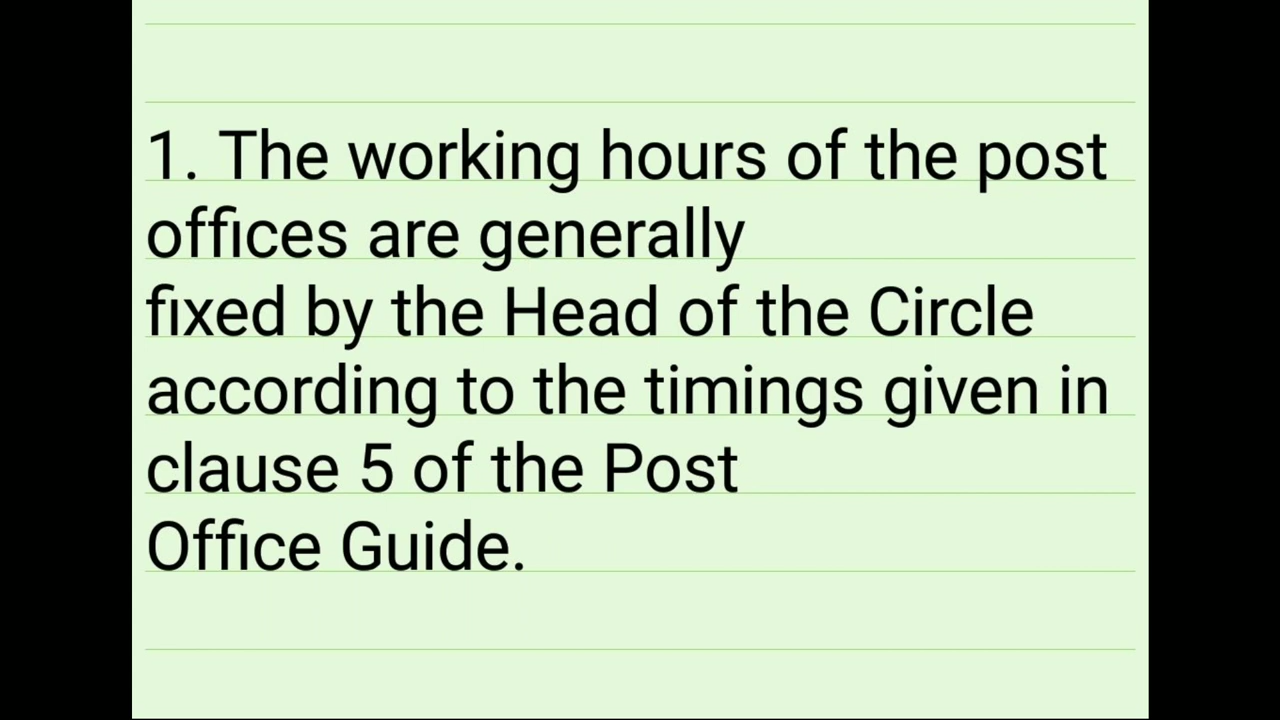 1. The working hours of the post
offices are generally
fixed by the Head of the Circle
according to the timings given in
clause 5 of the Post
Office Guide.